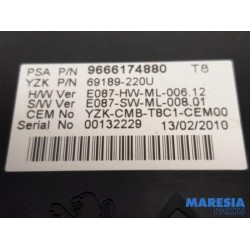 PSA P/N 9666174880 T8
YZK P/N 69189-220U
H/W Ver E087-HW-ML-006.12
S/W Ver E087-SW-ML-008.01
CEM No YZK-CMB-T8C1-CEM00
Serial No 00132229 13/02/2010
MARESIA